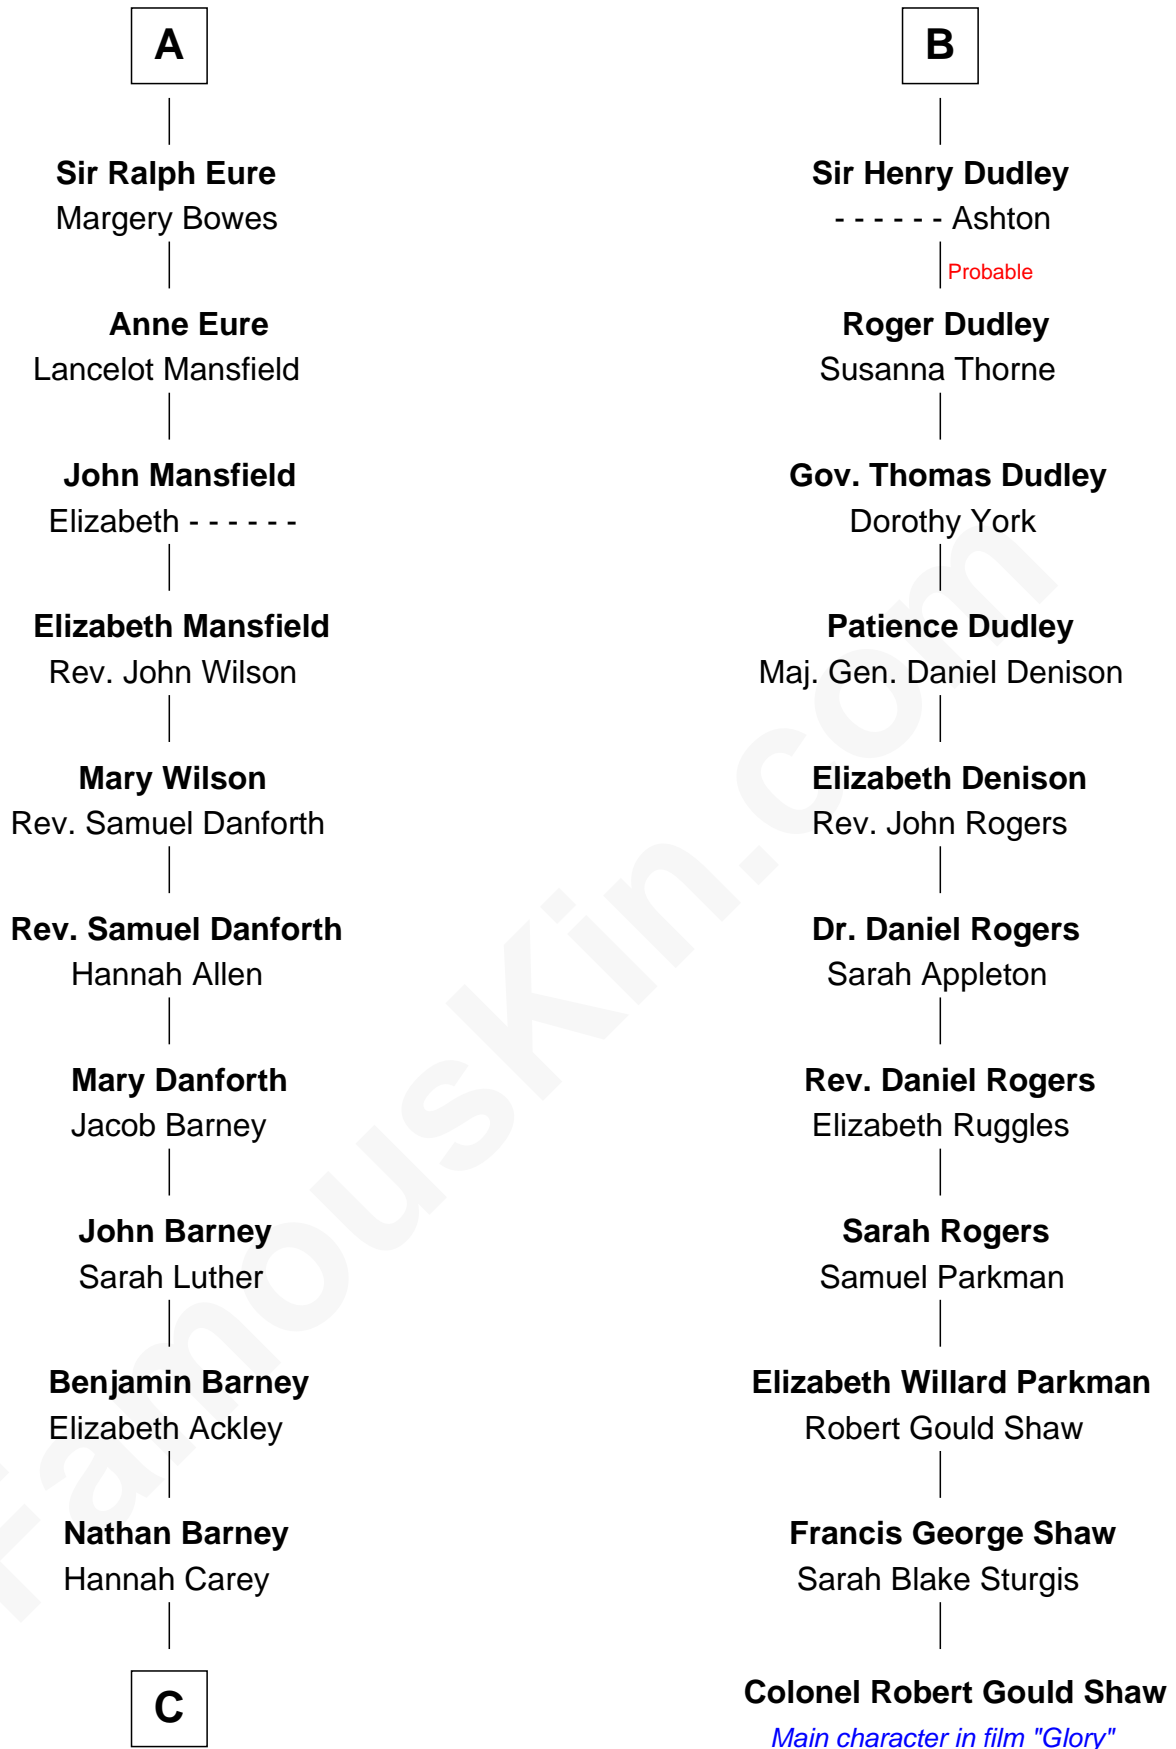 A
Sir Ralph Eure
Margery Bowes
Anne Eure
Lancelot Mansfield
John Mansfield
Elizabeth - - - - - -
Elizabeth Mansfield
Rev. John Wilson
Mary Wilson
Rev. Samuel Danforth
Rev. Samuel Danforth
Hannah Allen
Mary Danforth
Jacob Barney
John Barney
Sarah Luther
Benjamin Barney
Elizabeth Ackley
Nathan Barney
Hannah Carey
C
B
Sir Henry Dudley
- - - - - - Ashton
Probable
Roger Dudley
Susanna Thorne
Gov. Thomas Dudley
Dorothy York
Patience Dudley
Maj. Gen. Daniel Denison
Elizabeth Denison
Rev. John Rogers
Dr. Daniel Rogers
Sarah Appleton
Rev. Daniel Rogers
Elizabeth Ruggles
Sarah Rogers
Samuel Parkman
Elizabeth Willard Parkman
Robert Gould Shaw
Francis George Shaw
Sarah Blake Sturgis
Colonel Robert Gould Shaw
Main character in film "Glory"
FamousKin.com